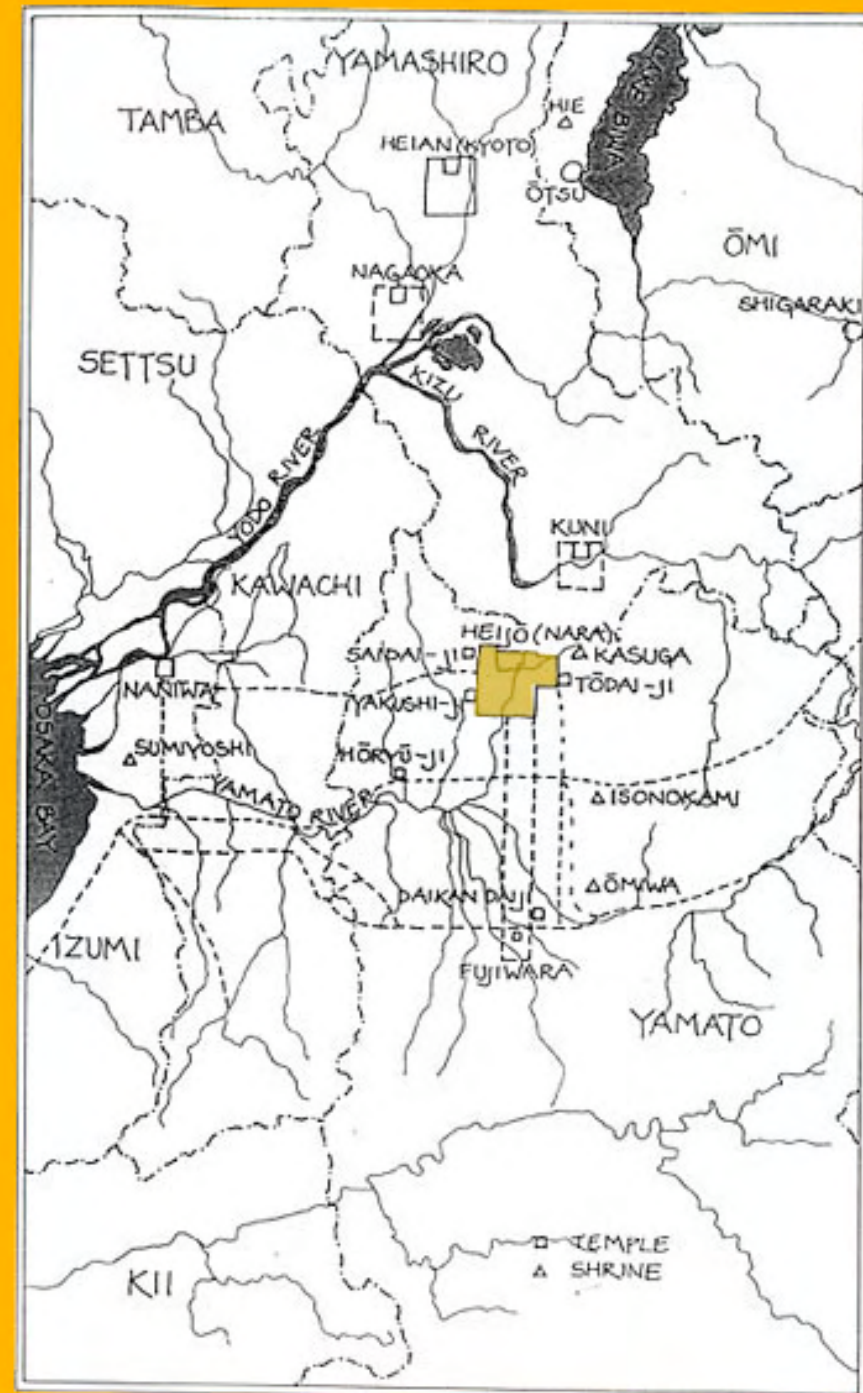 YAMASHIRO
TAMBA
HIE
LAKE BIWA
HEIAN (KYOTO)
ŌTSU
ŌMI
NAGAOKA
SHIGARAKI
SETTSU
KIZU RIVER
YODO RIVER
KUNI
KAWACHI
HEIJŌ (NARA)
SAIDAI-JI
KASUGA
NANIWA
YAKUSHI-JI
TŌDAI-JI
OSAKA BAY
SUMIYOSHI
HŌRYŪ-JI
YAMATO RIVER
ISONOKAMI
DAIKAN DAIJI
ŌMIWA
IZUMI
FUJIWARA
YAMATO
TEMPLE
SHRINE
KII